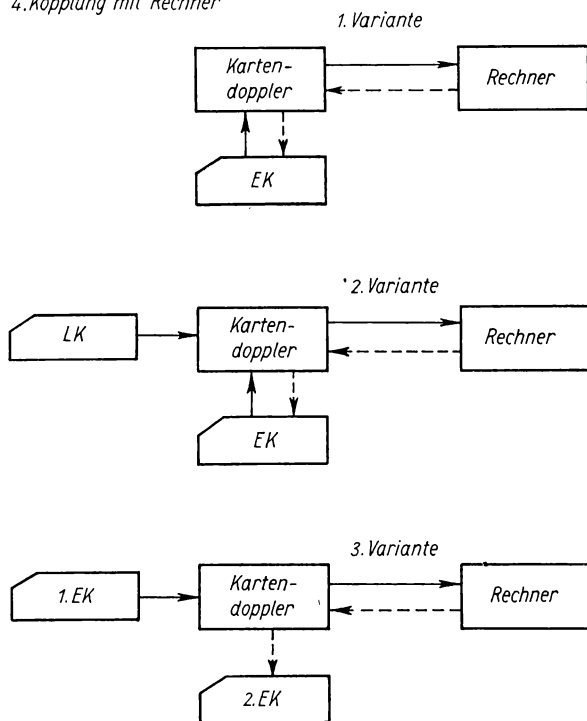 4. Kopplung mit Rechner
1. Variante
Karten-
doppler
Rechner
EK
2. Variante
LK
Karten-
doppler
Rechner
EK
3. Variante
1. EK
Karten-
doppler
Rechner
2. EK